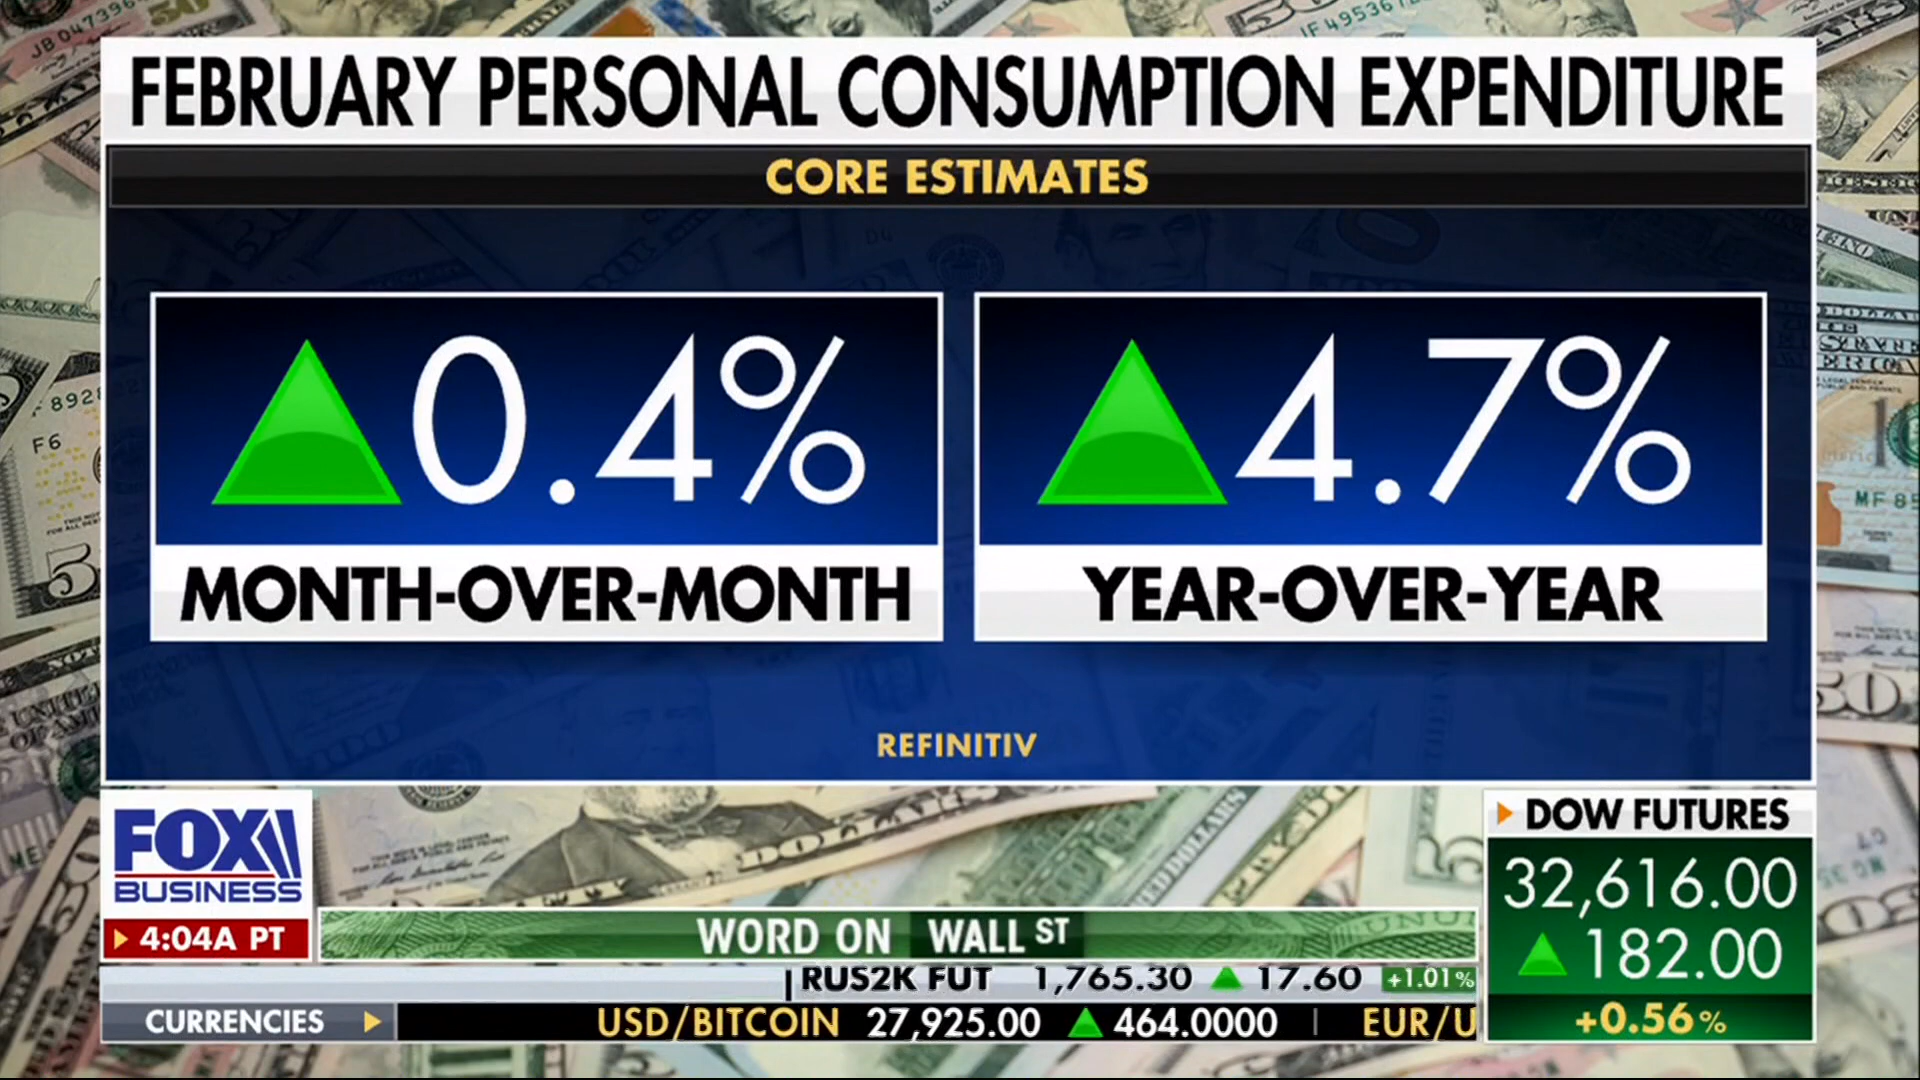 FEBRUARY PERSONAL CONSUMPTION EXPENDITURE
CORE ESTIMATES
0.4%
4.7%
MONTH-OVER-MONTH
YEAR-OVER-YEAR
REFINITIV
FOX BUSINESS
4:04A PT
WORD ON WALL ST
DOW FUTURES
32,616.00
182.00
+0.56%
RUS2K FUT 1,765.30 17.60 +1.01%
CURRENCIES
USD/BITCOIN 27,925.00 464.0000 EUR/U